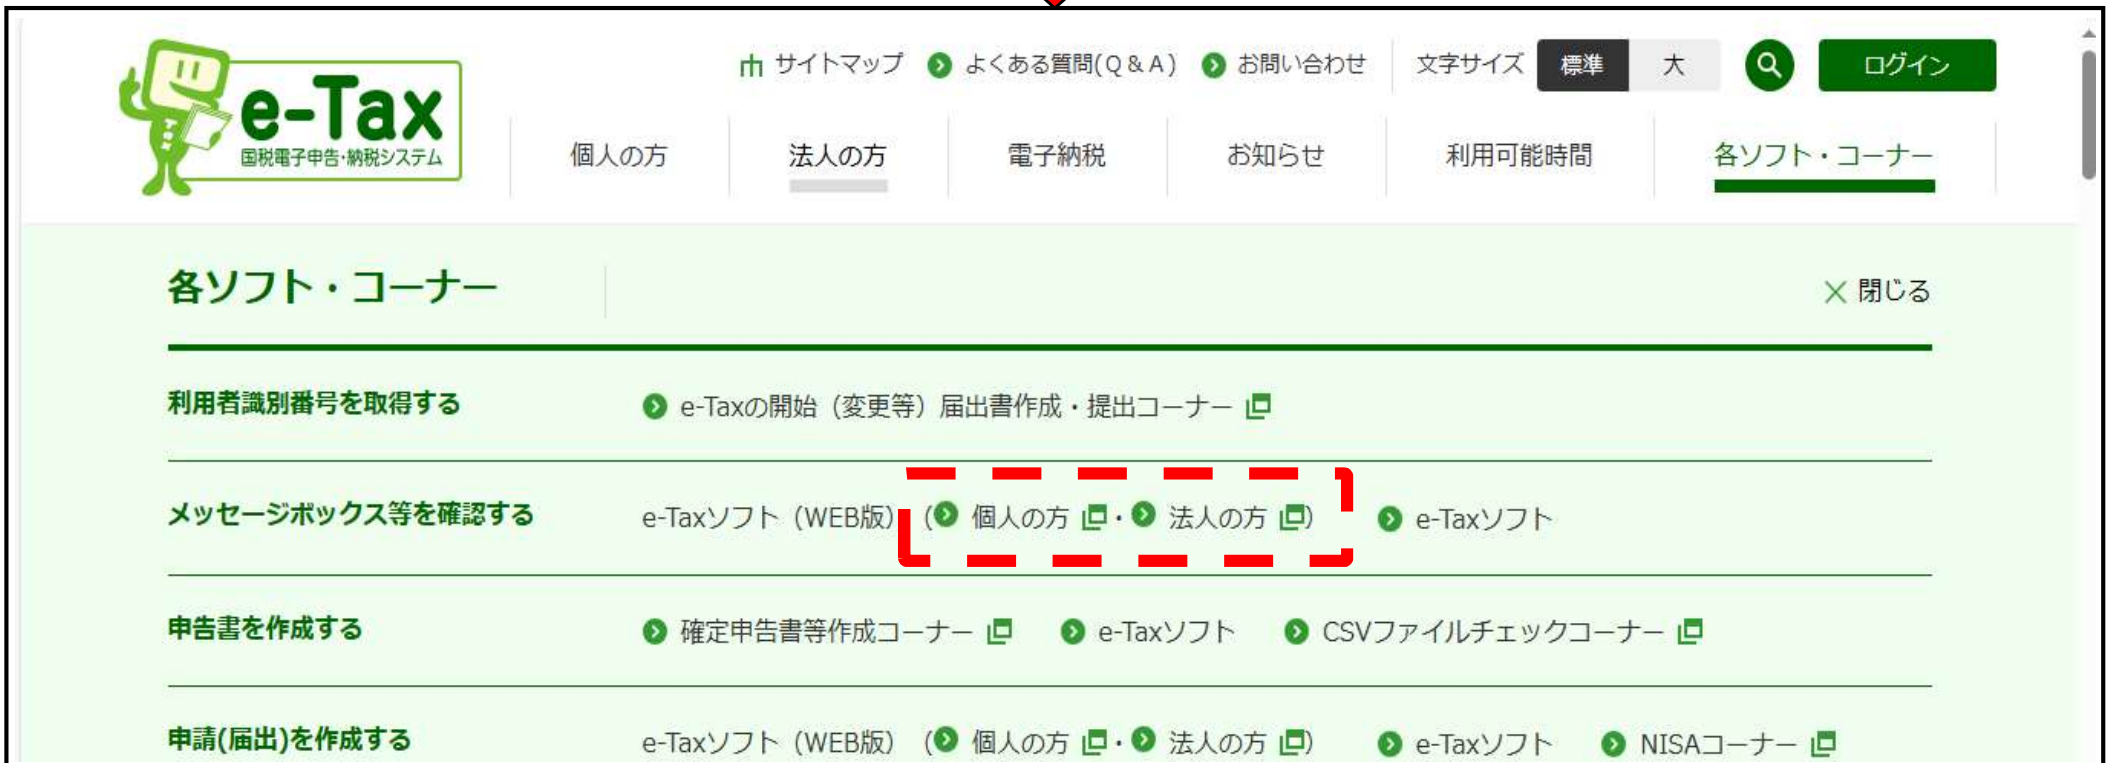 サイトマップ よくある質問(Q＆A) お問い合わせ 文字サイズ 標準 大 ログイン
e-Tax
国税電子申告・納税システム
個人の方 法人の方 電子納税 お知らせ 利用可能時間 各ソフト・コーナー
各ソフト・コーナー 閉じる
利用者識別番号を取得する e-Taxの開始（変更等）届出書作成・提出コーナー
メッセージボックス等を確認する e-Taxソフト（WEB版）（個人の方・法人の方） e-Taxソフト
申告書を作成する 確定申告書等作成コーナー e-Taxソフト CSVファイルチェックコーナー
申請(届出)を作成する e-Taxソフト（WEB版）（個人の方・法人の方） e-Taxソフト NISAコーナー